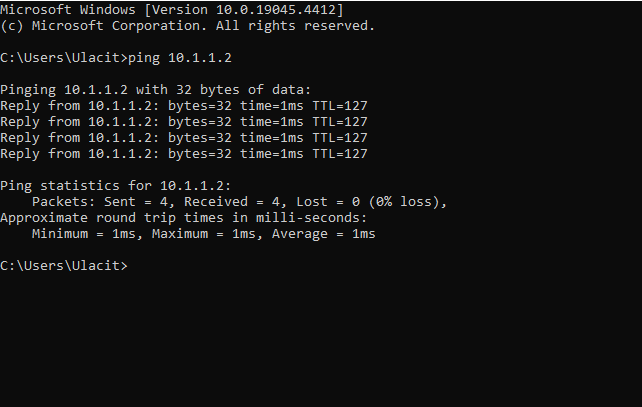 Microsoft Windows [Version 10.0.19045.4412]
(c) Microsoft Corporation. All rights reserved.
C:\Users\Ulacit>ping 10.1.1.2
Pinging 10.1.1.2 with 32 bytes of data:
Reply from 10.1.1.2: bytes=32 time=1ms TTL=127
Reply from 10.1.1.2: bytes=32 time=1ms TTL=127
Reply from 10.1.1.2: bytes=32 time=1ms TTL=127
Reply from 10.1.1.2: bytes=32 time=1ms TTL=127
Ping statistics for 10.1.1.2:
    Packets: Sent = 4, Received = 4, Lost = 0 (0% loss),
Approximate round trip times in milli-seconds:
    Minimum = 1ms, Maximum = 1ms, Average = 1ms
C:\Users\Ulacit>